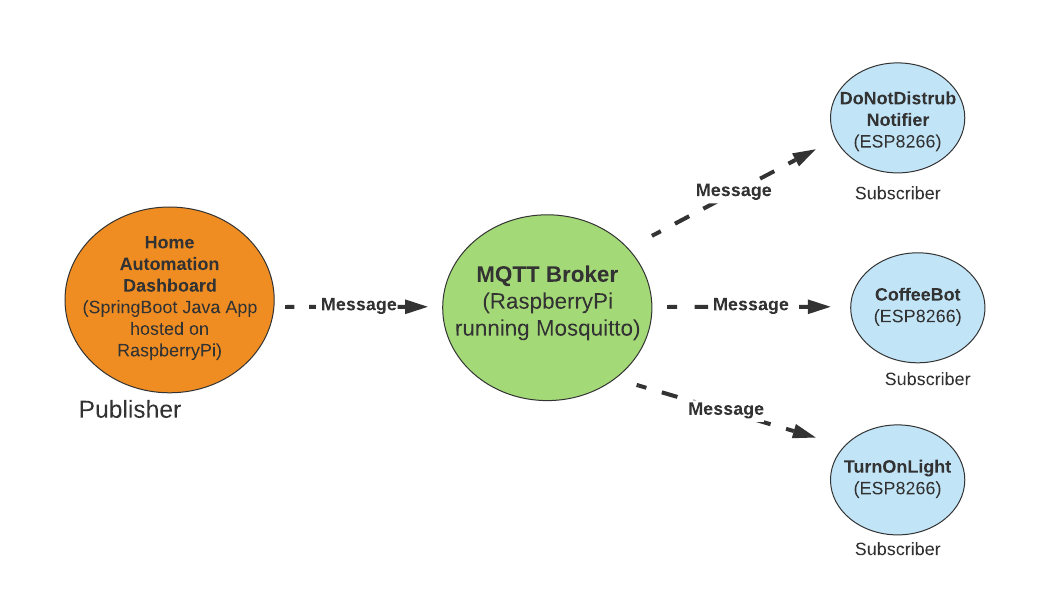 Home
Automation
Dashboard
(SpringBoot Java App
hosted on
RaspberryPi)
Publisher
Message
MQTT Broker
(RaspberryPi
running Mosquitto)
Message
DoNotDistrub
Notifier
(ESP8266)
Subscriber
Message
CoffeeBot
(ESP8266)
Subscriber
Message
TurnOnLight
(ESP8266)
Subscriber